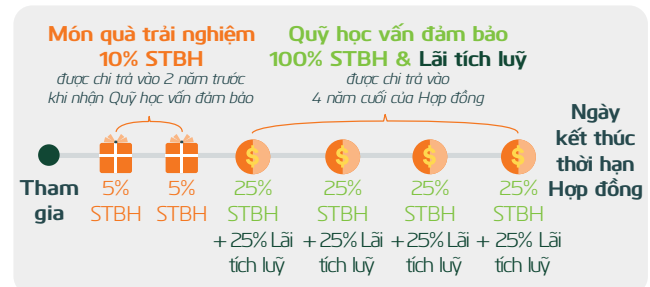 Món quà trải nghiệm
10% STBH
được chi trả vào 2 năm trước
khi nhận Quỹ học vấn đảm bảo
Quỹ học vấn đảm bảo
100% STBH & Lãi tích luỹ
được chi trả vào
4 năm cuối của Hợp đồng
Ngày
kết thúc
thời hạn
Hợp đồng
Tham
gia
5%
STBH
5%
STBH
25%
STBH
+ 25% Lãi
tích luỹ
25%
STBH
+ 25% Lãi
tích luỹ
25%
STBH
+ 25% Lãi
tích luỹ
25%
STBH
+ 25% Lãi
tích luỹ